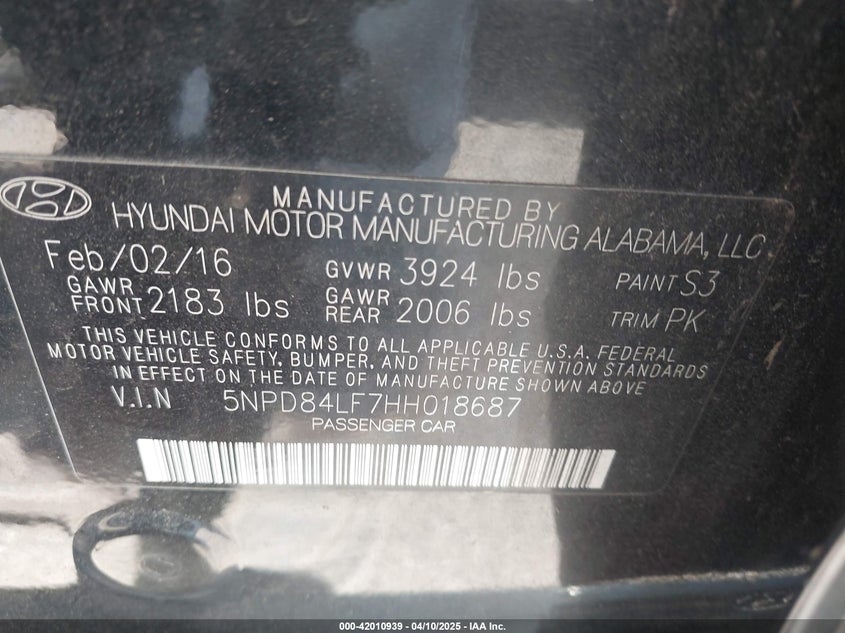 MANUFACTURED BY
HYUNDAI MOTOR MANUFACTURING ALABAMA, LLC.
Feb/02/16 GVWR 3924 lbs PAINT S3
GAWR FRONT 2183 lbs GAWR REAR 2006 lbs TRIM PK
THIS VEHICLE CONFORMS TO ALL APPLICABLE U.S.A. FEDERAL
MOTOR VEHICLE SAFETY, BUMPER, AND THEFT PREVENTION STANDARDS
IN EFFECT ON THE DATE OF MANUFACTURE SHOWN ABOVE
V.I.N 5NPD84LF7HH018687
PASSENGER CAR
000-42010939 - 04/10/2025 - IAA Inc.